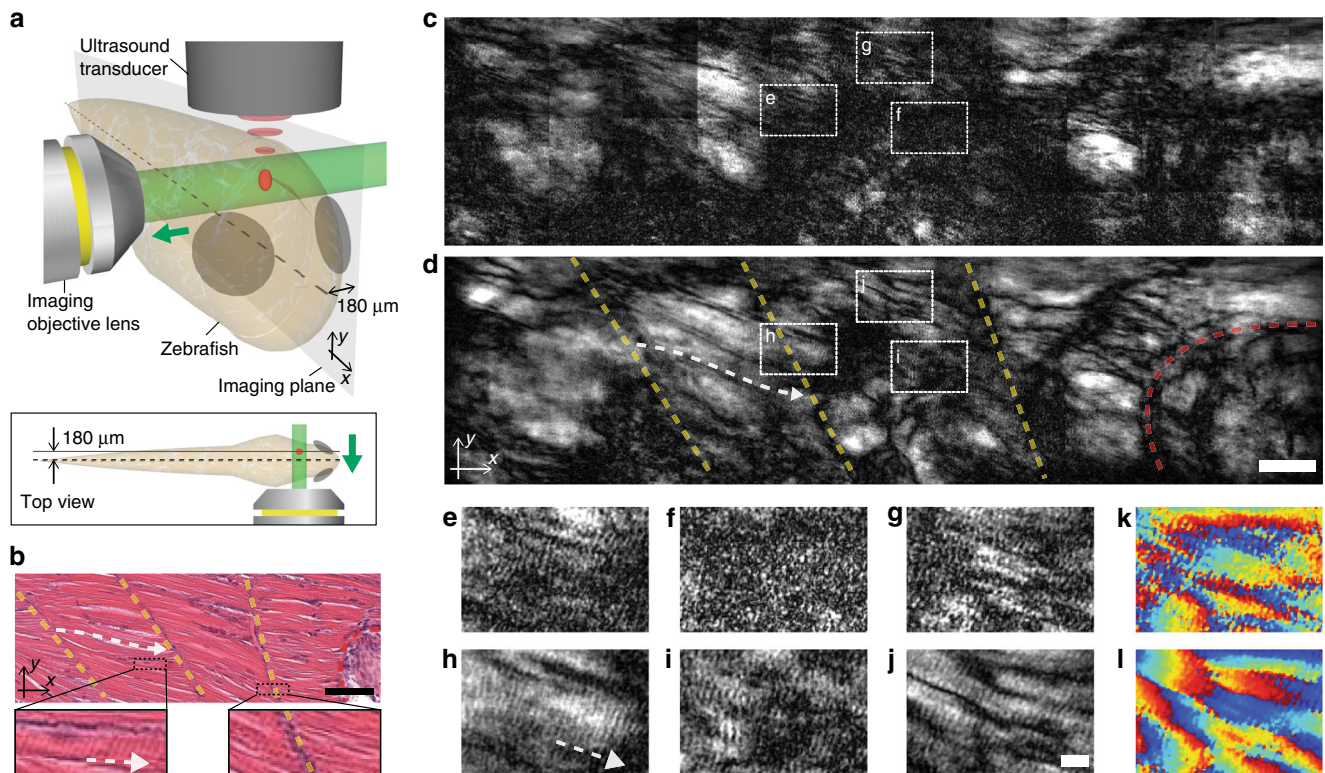 a
Ultrasound
transducer
Imaging
objective lens
Zebrafish
180 μm
y
x
Imaging plane
180 μm
Top view
b
y
x
c
g
e
f
d
j
h
i
y
x
e
f
g
k
h
i
j
l